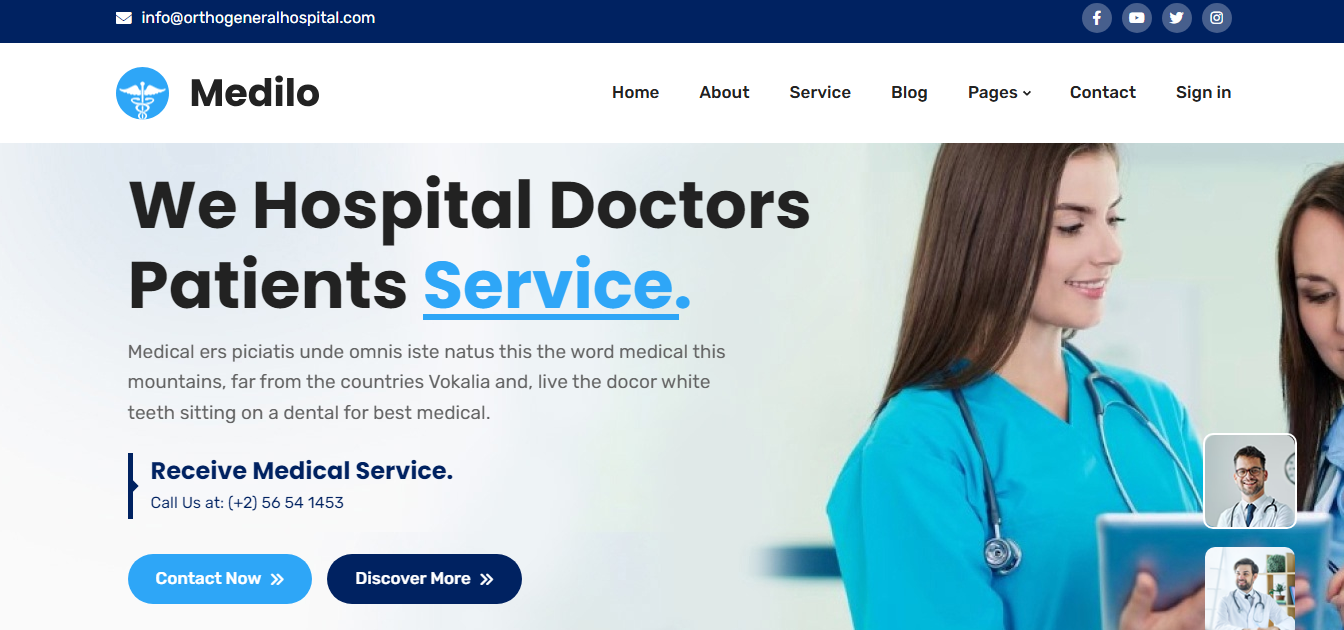 info@orthogeneralhospital.com
Medilo
Home About Service Blog Pages Contact Sign in
We Hospital Doctors
Patients Service.
Medical ers piciatis unde omnis iste natus this the word medical this
mountains, far from the countries Vokalia and, live the docor white
teeth sitting on a dental for best medical.
Receive Medical Service.
Call Us at: (+2) 56 54 1453
Contact Now Discover More